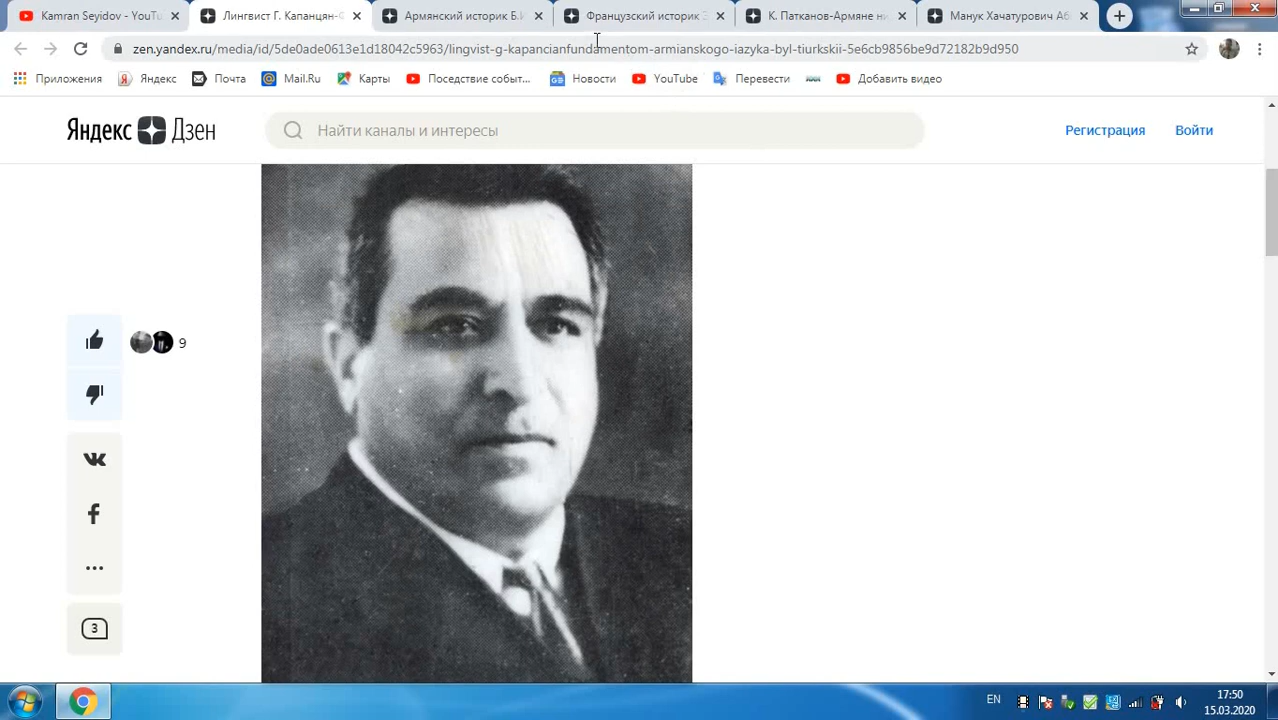 Kamran Seyidov - YouTu
Лингвист Г. Капанцян-
Армянский историк Б.И
Французский историк
К. Патканов-Армяне н
Манук Хачатурович Аб
zen.yandex.ru/media/id/5de0ade0613e1d18042c5963/lingvist-g-kapancianfundamentom-armianskogo-iazyka-byl-tiurkskii-5e6cb9856be9d72182b9d950
Приложения
Яндекс
Почта
Mail.Ru
Карты
Поседствие событ...
Новости
YouTube
Перевести
Добавить видео
Яндекс Дзен
Найти каналы и интересы
Регистрация
Войти
9
3
EN
17:50
15.03.2020